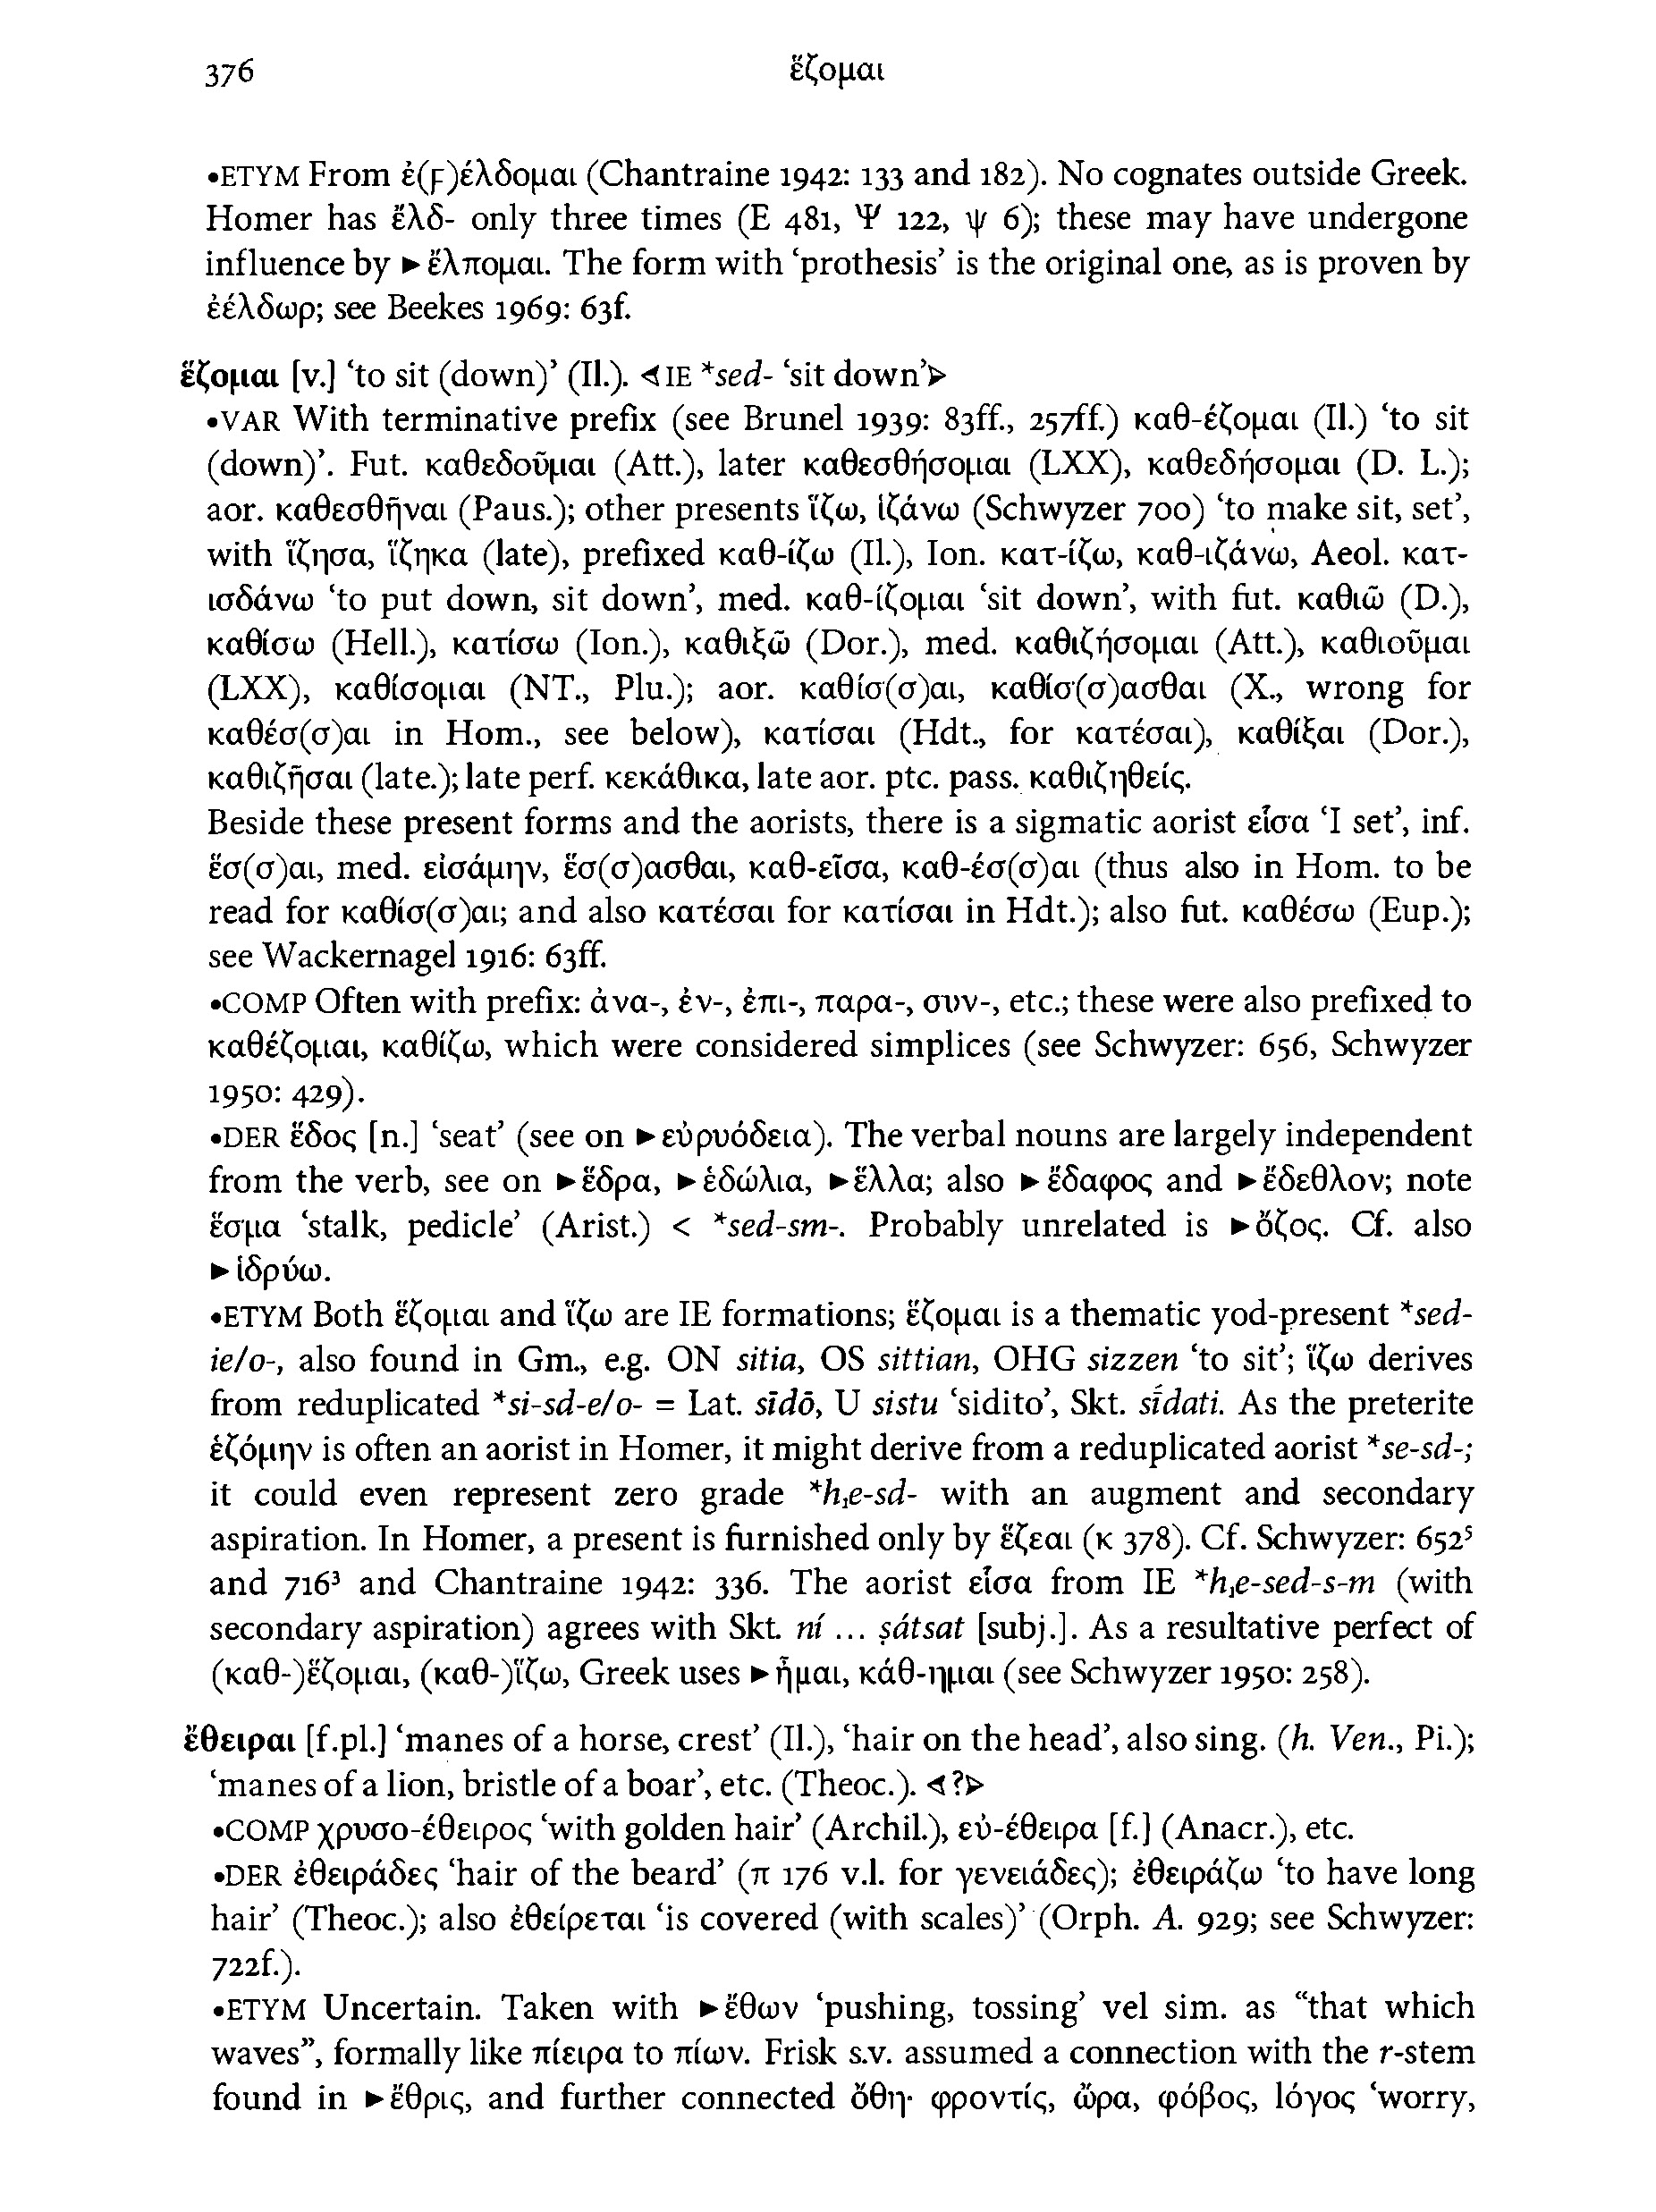 376 ἕζομαι
•ETYM From ἐ(ϝ)έλδομαι (Chantraine 1942: 133 and 182). No cognates outside Greek.
Homer has ἔλδ- only three times (Ε 481, Ψ 122, ψ 6); these may have undergone
influence by ►ἔλπομαι. The form with ‘prothesis’ is the original one, as is proven by
ἐέλδωρ; see Beekes 1969: 63f.
ἕζομαι [v.] ‘to sit (down)’ (Il.). ⊲IE *sed- ‘sit down’⊳
•VAR With terminative prefix (see Brunel 1939: 83ff., 257ff.) καθ-έζομαι (Il.) ‘to sit
(down)’. Fut. καθεδοῦμαι (Att.), later καθεσθήσομαι (LXX), καθεδήσομαι (D. L.);
aor. καθεσθῆναι (Paus.); other presents ἵζω, ἱζάνω (Schwyzer 700) ‘to make sit, set’,
with ἵζησα, ἵζηκα (late), prefixed καθ-ίζω (Il.), Ion. κατ-ίζω, καθ-ιζάνω, Aeol. κατ-
ισδάνω ‘to put down, sit down’, med. καθ-ίζομαι ‘sit down’, with fut. καθιῶ (D.),
καθίσω (Hell.), κατίσω (Ion.), καθιξῶ (Dor.), med. καθιζήσομαι (Att.), καθιοῦμαι
(LXX), καθίσομαι (NT., Plu.); aor. καθίσ(σ)αι, καθίσ(σ)ασθαι (X., wrong for
καθέσ(σ)αι in Hom., see below), κατίσαι (Hdt., for κατέσαι), καθίξαι (Dor.),
καθιζῆσαι (late.); late perf. κεκάθικα, late aor. ptc. pass. καθιζηθείς.
Beside these present forms and the aorists, there is a sigmatic aorist εἷσα ‘I set’, inf.
ἕσ(σ)αι, med. εἱσάμην, ἕσ(σ)ασθαι, καθ-εῖσα, καθ-έσ(σ)αι (thus also in Hom. to be
read for καθίσ(σ)αι; and also κατέσαι for κατίσαι in Hdt.); also fut. καθέσω (Eup.);
see Wackernagel 1916: 63ff.
•COMP Often with prefix: ἀνα-, ἐν-, ἐπι-, παρα-, συν-, etc.; these were also prefixed to
καθέζομαι, καθίζω, which were considered simplices (see Schwyzer: 656, Schwyzer
1950: 429).
•DER ἕδος [n.] ‘seat’ (see on ►εὐρυόδεια). The verbal nouns are largely independent
from the verb, see on ►ἕδρα, ►ἑδώλια, ►ἕλλα; also ►ἔδαφος and ►ἔδεθλον; note
ἕσμα ‘stalk, pedicle’ (Arist.) < *sed-sm-. Probably unrelated is ►ὄζος. Cf. also
►ἱδρύω.
•ETYM Both ἕζομαι and ἵζω are IE formations; ἕζομαι is a thematic yod-present *sed-
ie/o-, also found in Gm., e.g. ON sitia, OS sittian, OHG sizzen ‘to sit’; ἵζω derives
from reduplicated *si-sd-e/o- = Lat. sīdō, U sistu ‘sidito’, Skt. sī́dati. As the preterite
ἑζόμην is often an aorist in Homer, it might derive from a reduplicated aorist *se-sd-;
it could even represent zero grade *h₁e-sd- with an augment and secondary
aspiration. In Homer, a present is furnished only by ἕζεαι (κ 378). Cf. Schwyzer: 652⁵
and 716³ and Chantraine 1942: 336. The aorist εἷσα from IE *h₁e-sed-s-m (with
secondary aspiration) agrees with Skt. ní ... ṣátsat [subj.]. As a resultative perfect of
(καθ-)ἕζομαι, (καθ-)ἵζω, Greek uses ►ἧμαι, κάθ-ημαι (see Schwyzer 1950: 258).
ἔθειραι [f.pl.] ‘manes of a horse, crest’ (Il.), ‘hair on the head’, also sing. (h. Ven., Pi.);
‘manes of a lion, bristle of a boar’, etc. (Theoc.). ⊲?⊳
•COMP χρυσο-έθειρος ‘with golden hair’ (Archil.), εὐ-έθειρα [f.] (Anacr.), etc.
•DER ἐθειράδες ‘hair of the beard’ (π 176 v.l. for γενειάδες); ἐθειράζω ‘to have long
hair’ (Theoc.); also ἐθείρεται ‘is covered (with scales)’ (Orph. A. 929; see Schwyzer:
722f.).
•ETYM Uncertain. Taken with ►ἔθων ‘pushing, tossing’ vel sim. as “that which
waves”, formally like πίειρα to πίων. Frisk s.v. assumed a connection with the r-stem
found in ►ἔθρις, and further connected ὄθη· φροντίς, ὥρα, φόβος, λόγος ‘worry,